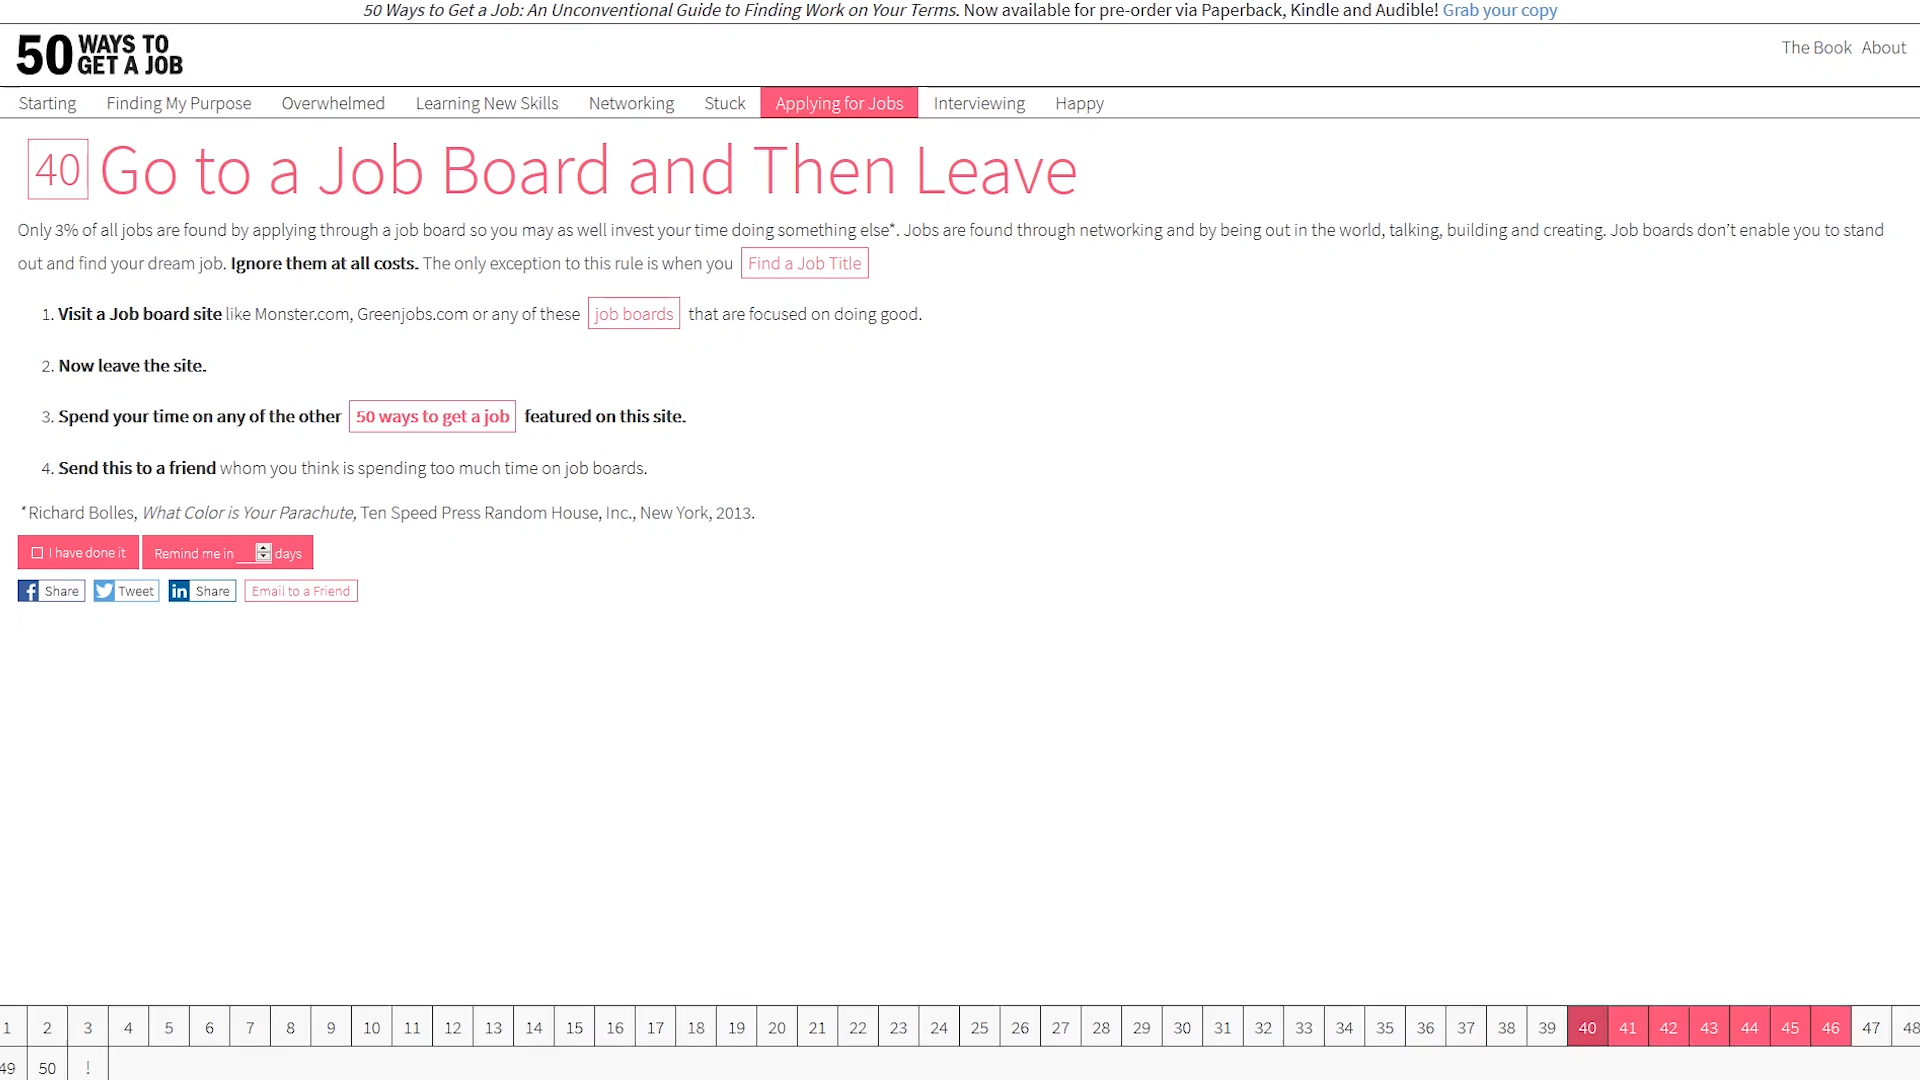 50 Ways to Get a Job: An Unconventional Guide to Finding Work on Your Terms. Now available for pre-order via Paperback, Kindle and Audible! Grab your copy
50 WAYS TO
GET A JOB
The Book About
Starting Finding My Purpose Overwhelmed Learning New Skills Networking Stuck Applying for Jobs Interviewing Happy
40 Go to a Job Board and Then Leave
Only 3% of all jobs are found by applying through a job board so you may as well invest your time doing something else*. Jobs are found through networking and by being out in the world, talking, building and creating. Job boards don’t enable you to stand
out and find your dream job. Ignore them at all costs. The only exception to this rule is when you Find a Job Title
1. Visit a Job board site like Monster.com, Greenjobs.com or any of these job boards that are focused on doing good.
2. Now leave the site.
3. Spend your time on any of the other 50 ways to get a job featured on this site.
4. Send this to a friend whom you think is spending too much time on job boards.
*Richard Bolles, What Color is Your Parachute, Ten Speed Press Random House, Inc., New York, 2013.
I have done it Remind me in days
Share Tweet Share Email to a Friend
1 2 3 4 5 6 7 8 9 10 11 12 13 14 15 16 17 18 19 20 21 22 23 24 25 26 27 28 29 30 31 32 33 34 35 36 37 38 39 40 41 42 43 44 45 46 47 48
49 50 !